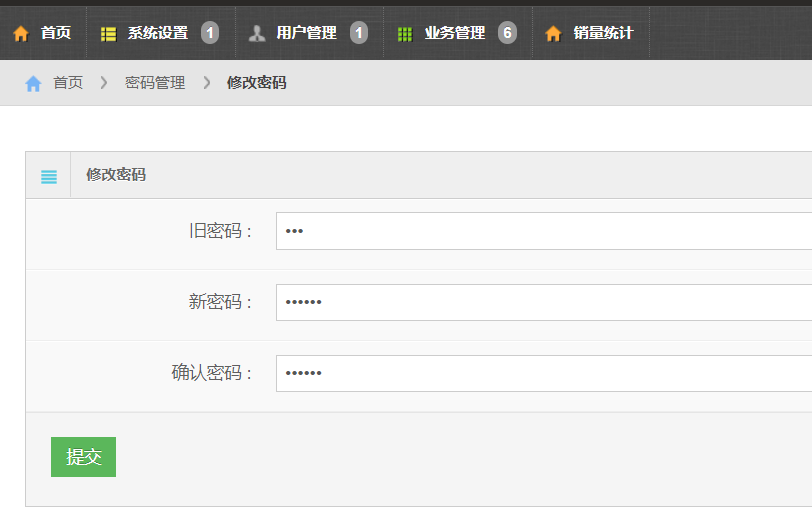 首页 系统设置 1 用户管理 1 业务管理 6 销量统计
首页 密码管理 修改密码
修改密码
旧密码： •••
新密码： ••••••
确认密码： ••••••
提交